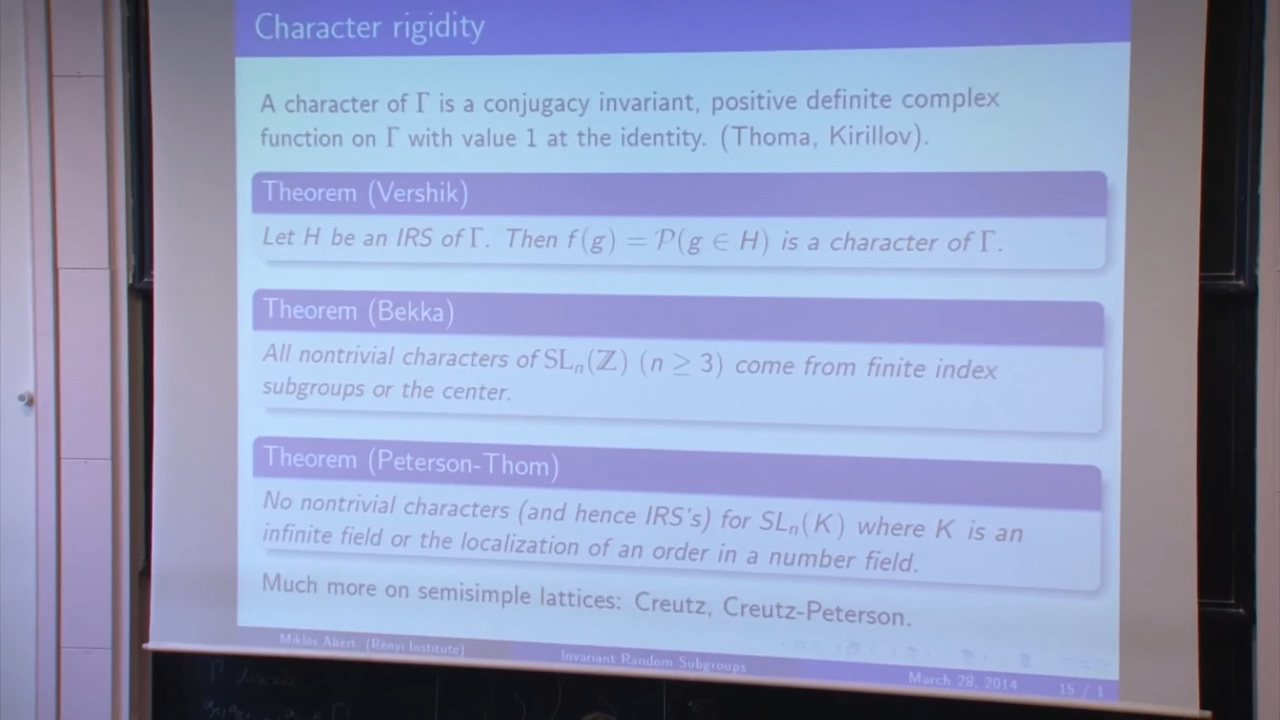 Character rigidity
A character of Γ is a conjugacy invariant, positive definite complex
function on Γ with value 1 at the identity. (Thoma, Kirillov).
Theorem (Vershik)
Let H be an IRS of Γ. Then f(g) = P(g ∈ H) is a character of Γ.
Theorem (Bekka)
All nontrivial characters of SLₙ(ℤ) (n ≥ 3) come from finite index
subgroups or the center.
Theorem (Peterson-Thom)
No nontrivial characters (and hence IRS's) for SLₙ(K) where K is an
infinite field or the localization of an order in a number field.
Much more on semisimple lattices: Creutz, Creutz-Peterson.
Miklós Abért (Rényi Institute) Invariant Random Subgroups March 28, 2014 15 / 1